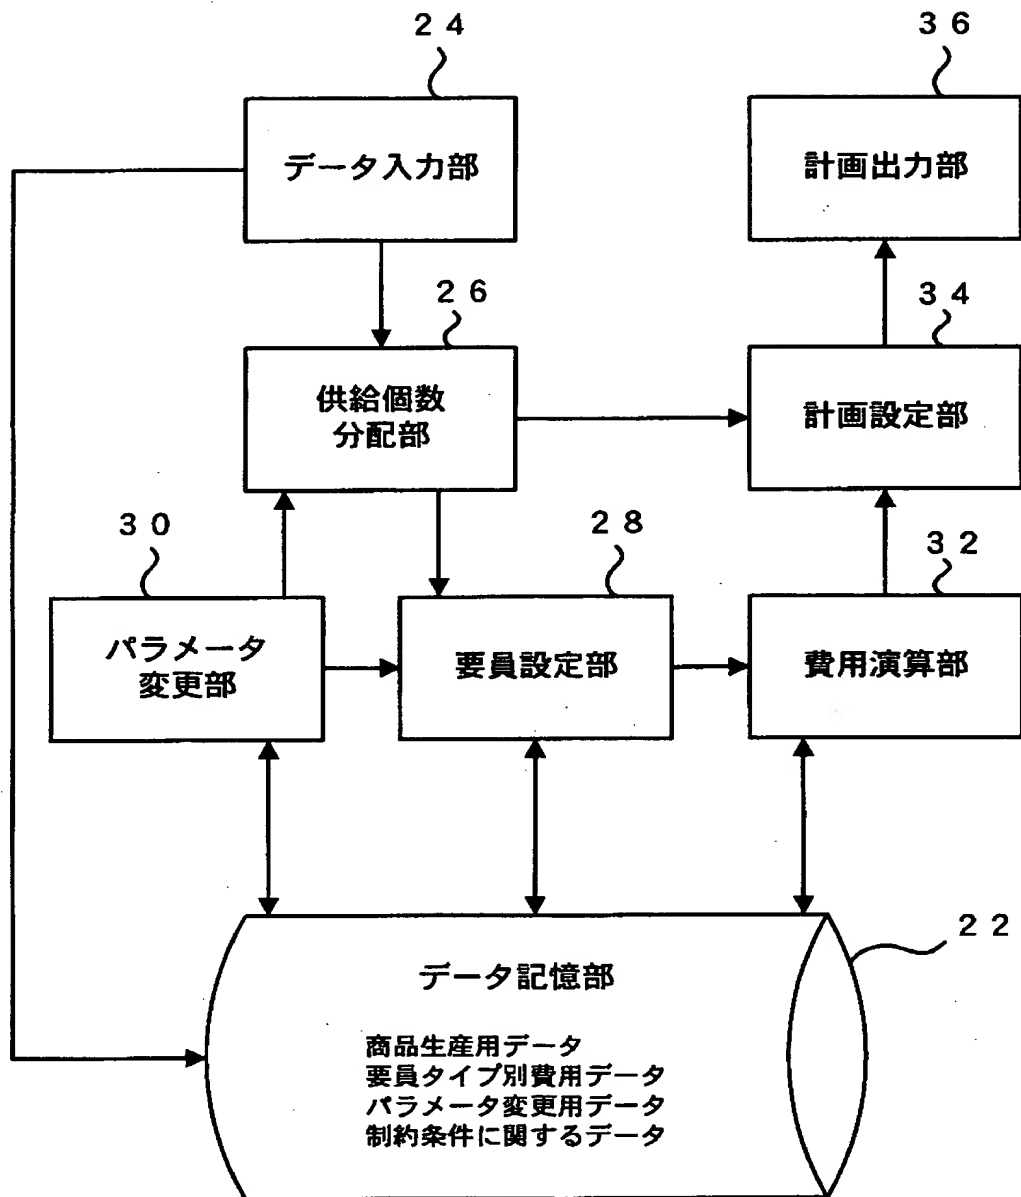 ２４
３６
データ入力部
計画出力部
２６
３４
供給個数
分配部
計画設定部
３０
２８
３２
パラメータ
変更部
要員設定部
費用演算部
２２
データ記憶部
商品生産用データ
要員タイプ別費用データ
パラメータ変更用データ
制約条件に関するデータ